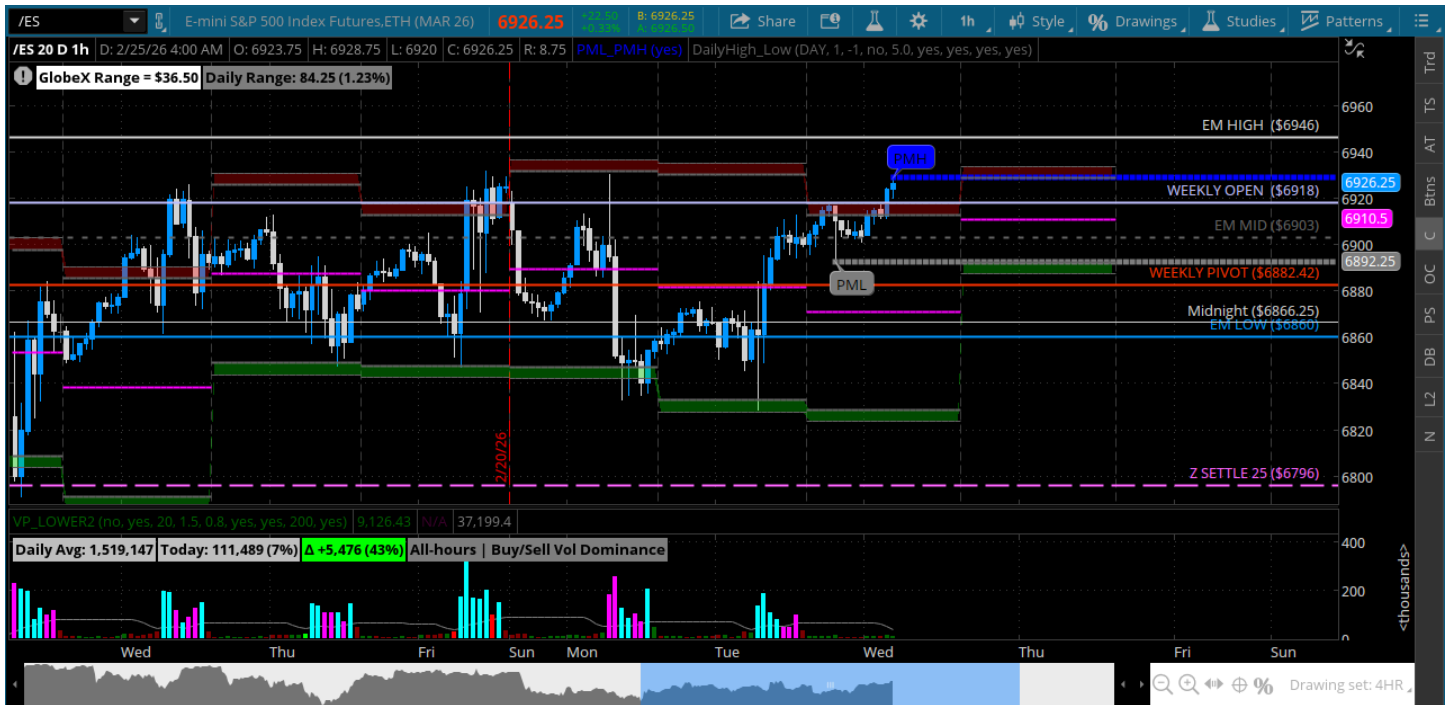 /ES E-mini S&P 500 Index Futures,ETH (MAR 26) 6926.25 +22.50 +0.33% B: 6926.25 A: 6926.50 Share 1h Style Drawings Studies Patterns
/ES 20 D 1h D: 2/25/26 4:00 AM O: 6923.75 H: 6928.75 L: 6920 C: 6926.25 R: 8.75 PML_PMH (yes) DailyHigh_Low (DAY, 1, -1, no, 5.0, yes, yes, yes, yes)
GlobeX Range = $36.50 Daily Range: 84.25 (1.23%)
6960
EM HIGH ($6946)
6940
PMH
6926.25
WEEKLY OPEN ($6918)
6920
6910.5
EM MID ($6903)
6900
6892.25
WEEKLY PIVOT ($6882.42)
PML
6880
Midnight ($6866.25)
EM LOW ($6860)
6860
6840
6820
2/20/26
Z SETTLE 25 ($6796)
6800
VP_LOWER2 (no, yes, 20, 1.5, 0.8, yes, yes, 200, yes) 9,126.43 N/A 37,199.4
Daily Avg: 1,519,147 Today: 111,489 (7%) Δ +5,476 (43%) All-hours | Buy/Sell Vol Dominance
400
200
0
<thousands>
Wed Thu Fri Sun Mon Tue Wed Thu Fri Sun
Drawing set: 4HR
Trd
TS
AT
Btns
C
OC
PS
DB
L2
N